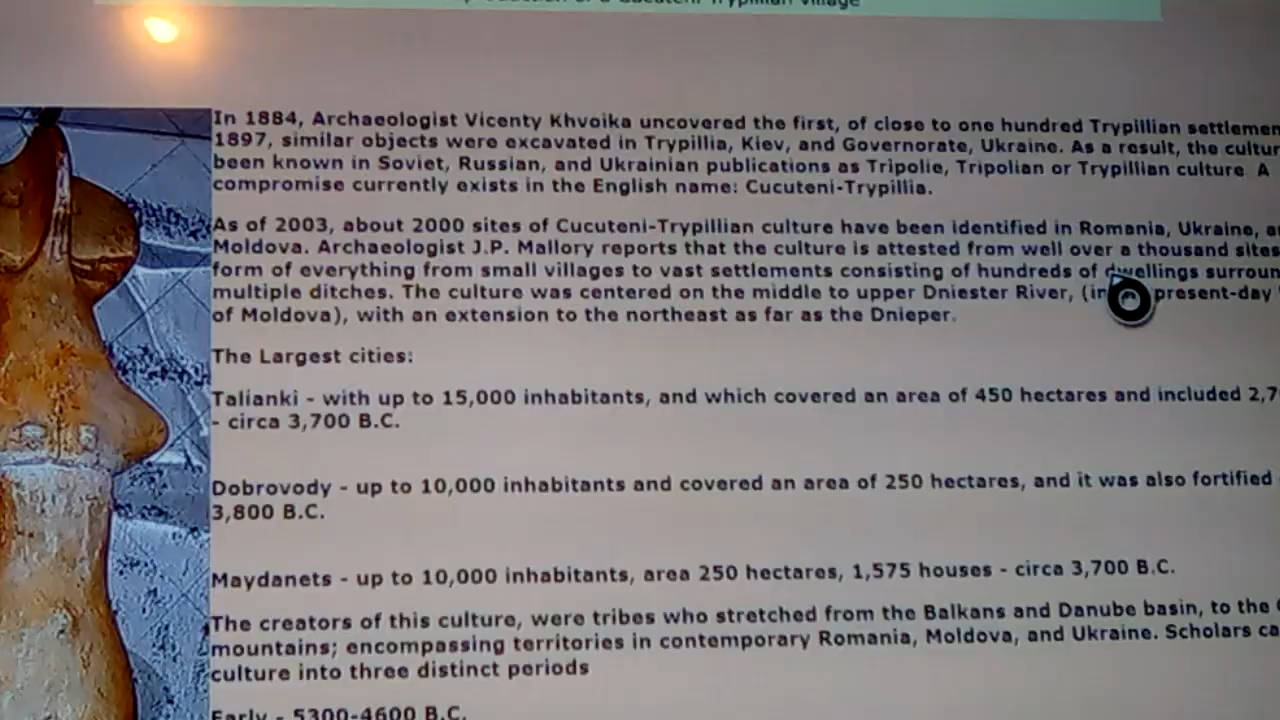 Village
In 1884, Archaeologist Vicenty Khvoika uncovered the first, of close to one hundred Trypillian settlemen
1897, similar objects were excavated in Trypillia, Kiev, and Governorate, Ukraine. As a result, the cultur
been known in Soviet, Russian, and Ukrainian publications as Tripolie, Tripolian or Trypillian culture. A
compromise currently exists in the English name: Cucuteni-Trypillia.
As of 2003, about 2000 sites of Cucuteni-Trypillian culture have been identified in Romania, Ukraine, a
Moldova. Archaeologist J.P. Mallory reports that the culture is attested from well over a thousand sites
form of everything from small villages to vast settlements consisting of hundreds of dwellings surroun
multiple ditches. The culture was centered on the middle to upper Dniester River, (in present-day
of Moldova), with an extension to the northeast as far as the Dnieper.
The Largest cities:
Talianki - with up to 15,000 inhabitants, and which covered an area of 450 hectares and included 2,7
- circa 3,700 B.C.
Dobrovody - up to 10,000 inhabitants and covered an area of 250 hectares, and it was also fortified
3,800 B.C.
Maydanets - up to 10,000 inhabitants, area 250 hectares, 1,575 houses - circa 3,700 B.C.
The creators of this culture, were tribes who stretched from the Balkans and Danube basin, to the
mountains; encompassing territories in contemporary Romania, Moldova, and Ukraine. Scholars ca
culture into three distinct periods
Early - 5300-4600 B.C.